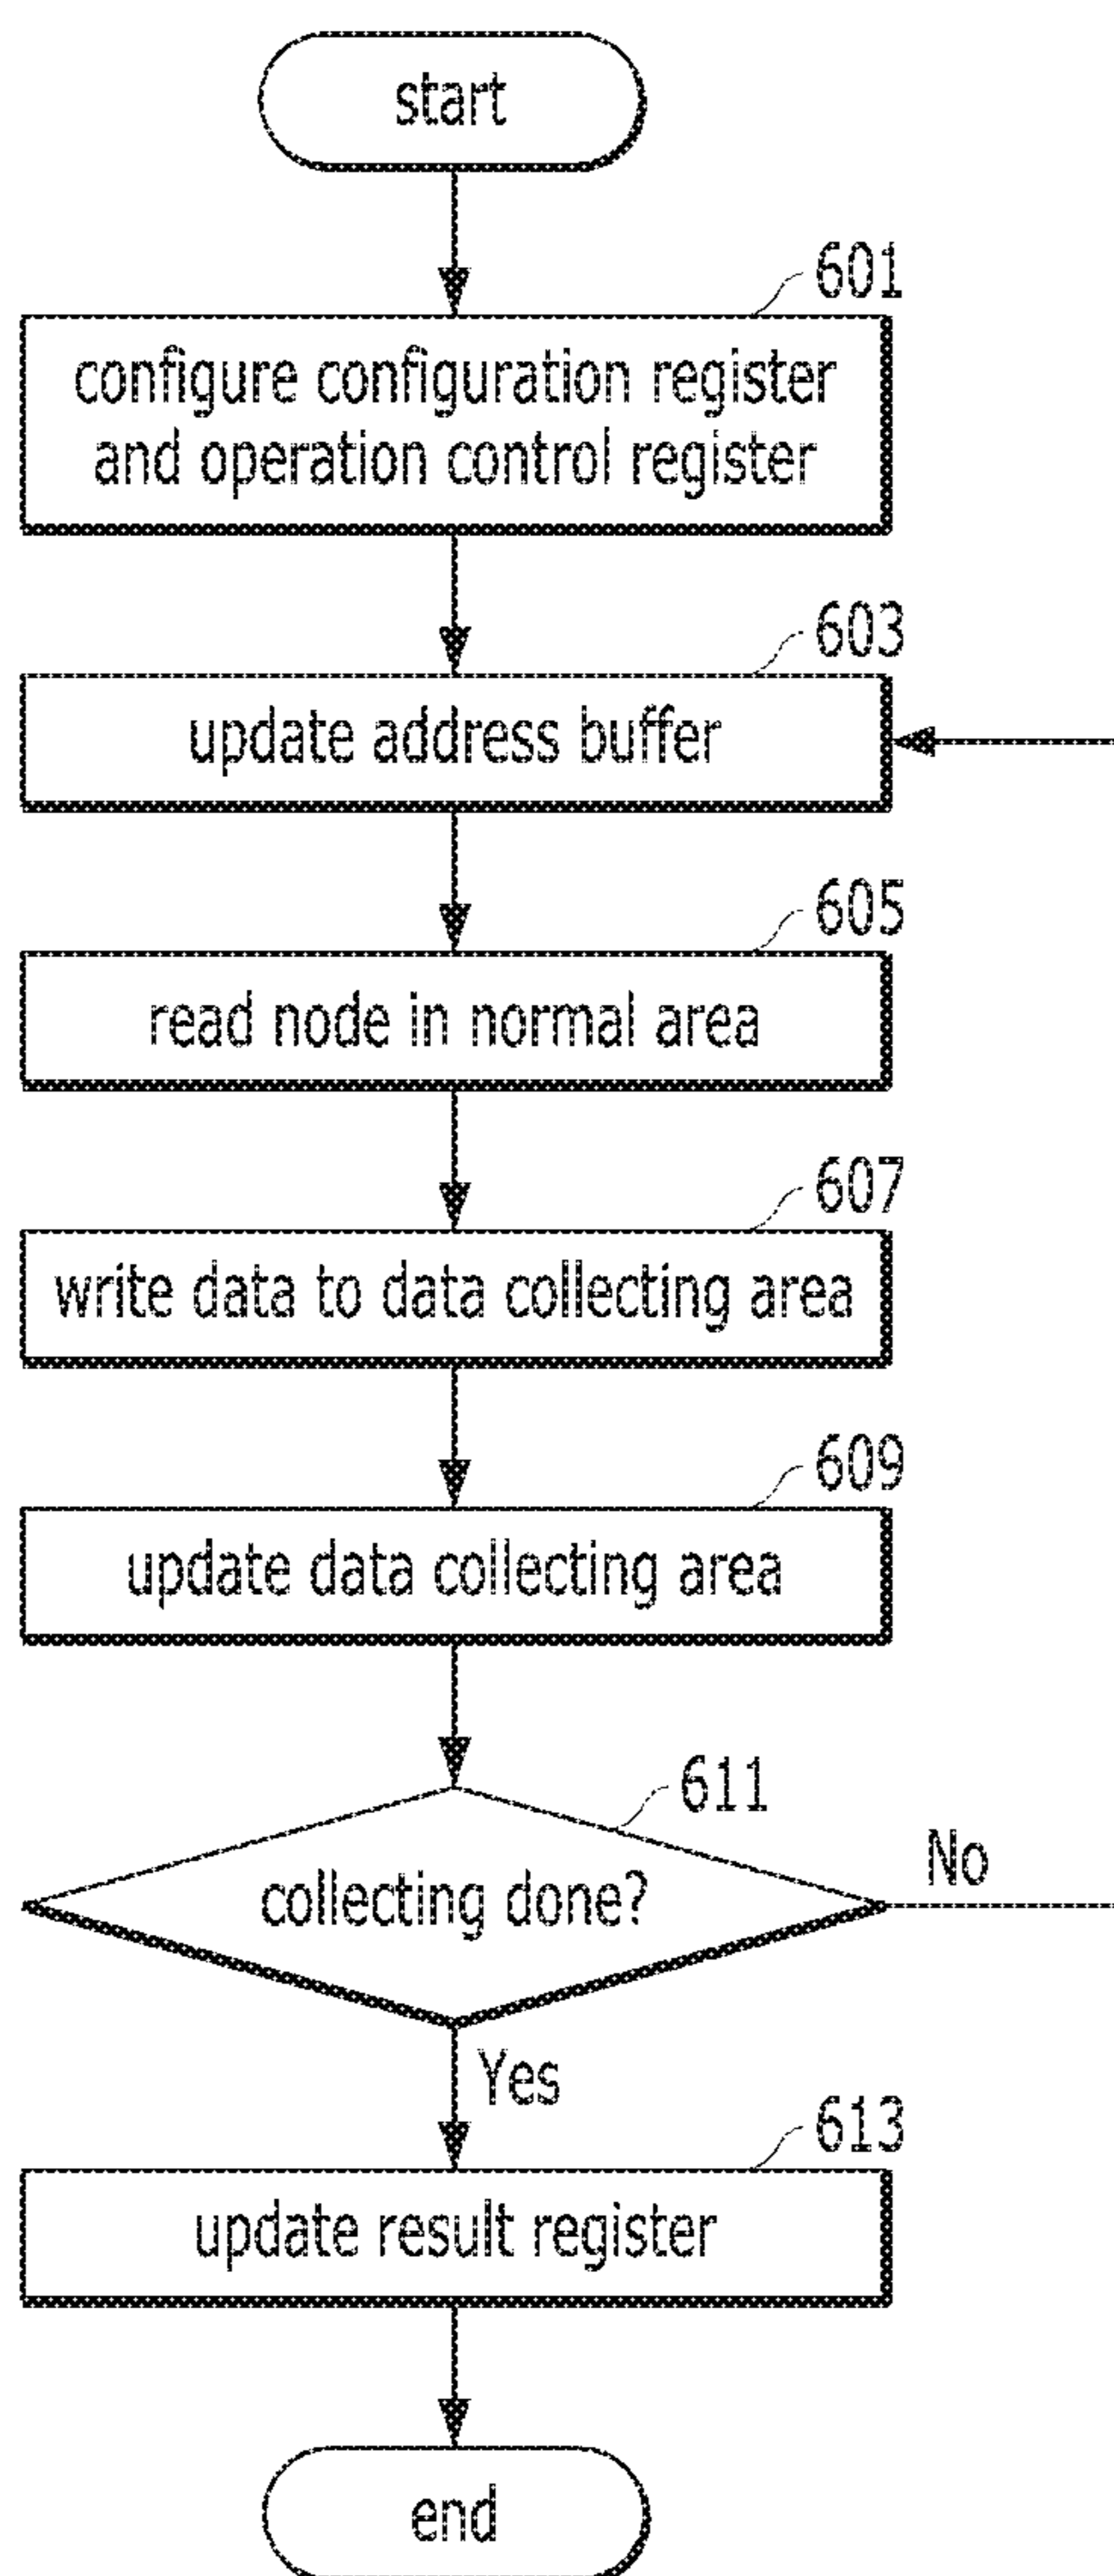 start
601
configure configuration register
and operation control register
603
update address buffer
605
read node in normal area
607
write data to data collecting area
609
update data collecting area
611
collecting done?
No
Yes
613
update result register
end